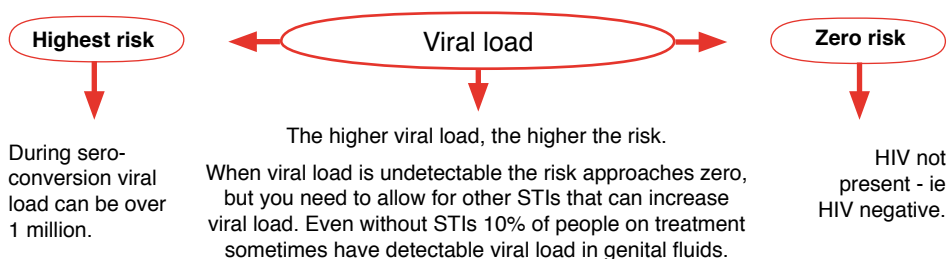 Highest risk
Viral load
Zero risk
During sero-
conversion viral
load can be over
1 million.
The higher viral load, the higher the risk.
When viral load is undetectable the risk approaches zero,
but you need to allow for other STIs that can increase
viral load. Even without STIs 10% of people on treatment
sometimes have detectable viral load in genital fluids.
HIV not
present - ie
HIV negative.